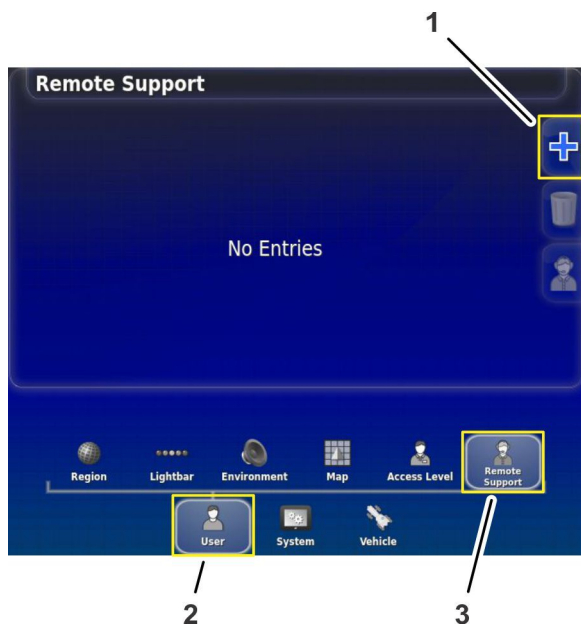 1
Remote Support
No Entries
Region
Lightbar
Environment
Map
Access Level
Remote
Support
User
System
Vehicle
2
3